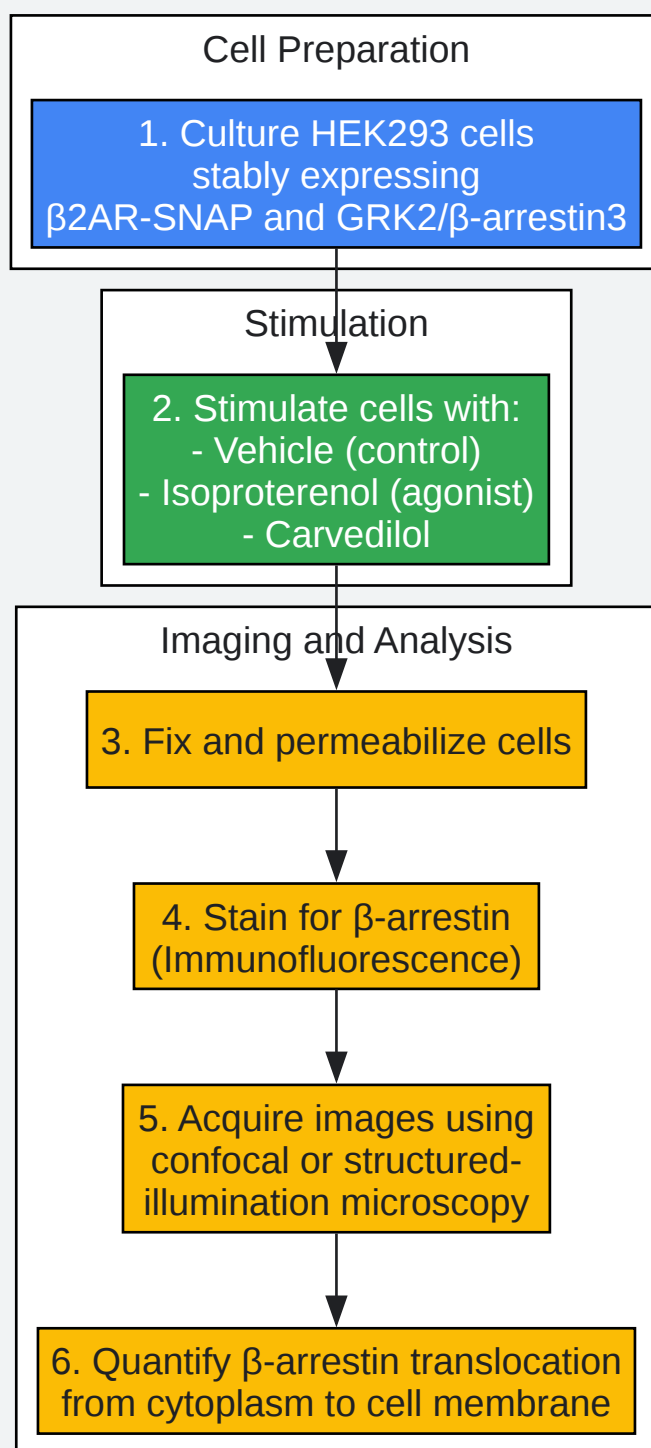 Cell Preparation
1. Culture HEK293 cells
stably expressing
β2AR-SNAP and GRK2/β-arrestin3
Stimulation
2. Stimulate cells with:
- Vehicle (control)
- Isoproterenol (agonist)
- Carvedilol
Imaging and Analysis
3. Fix and permeabilize cells
4. Stain for β-arrestin
(Immunofluorescence)
5. Acquire images using
confocal or structured-
illumination microscopy
6. Quantify β-arrestin translocation
from cytoplasm to cell membrane